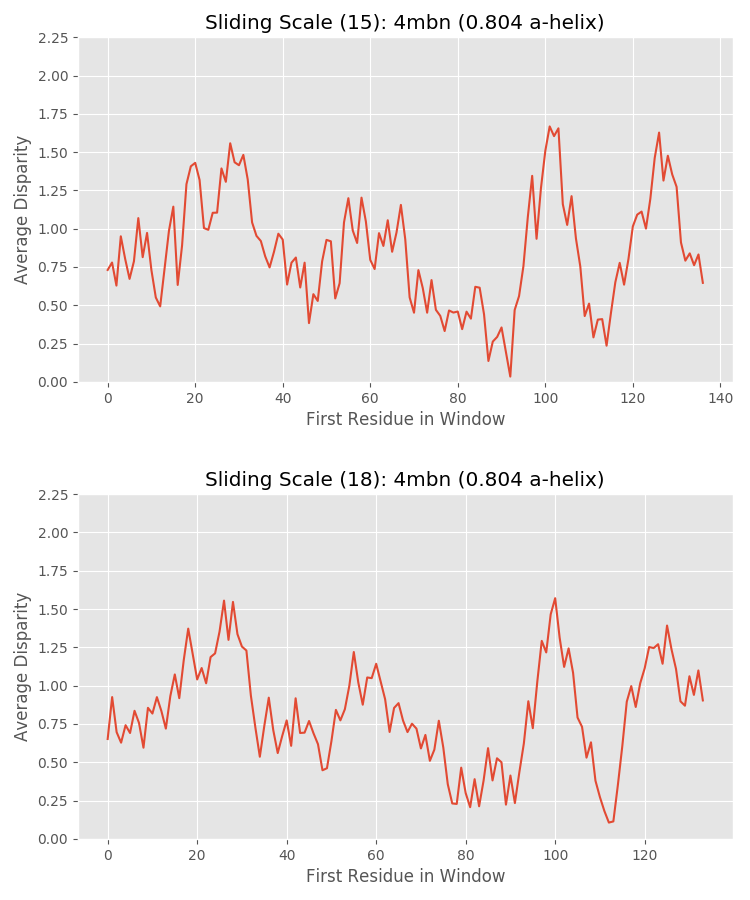 Sliding Scale (15): 4mbn (0.804 a-helix)
2.25
2.00
1.75
1.50
1.25
1.00
0.75
0.50
0.25
0.00
Average Disparity
0 20 40 60 80 100 120 140
First Residue in Window
Sliding Scale (18): 4mbn (0.804 a-helix)
2.25
2.00
1.75
1.50
1.25
1.00
0.75
0.50
0.25
0.00
Average Disparity
0 20 40 60 80 100 120
First Residue in Window